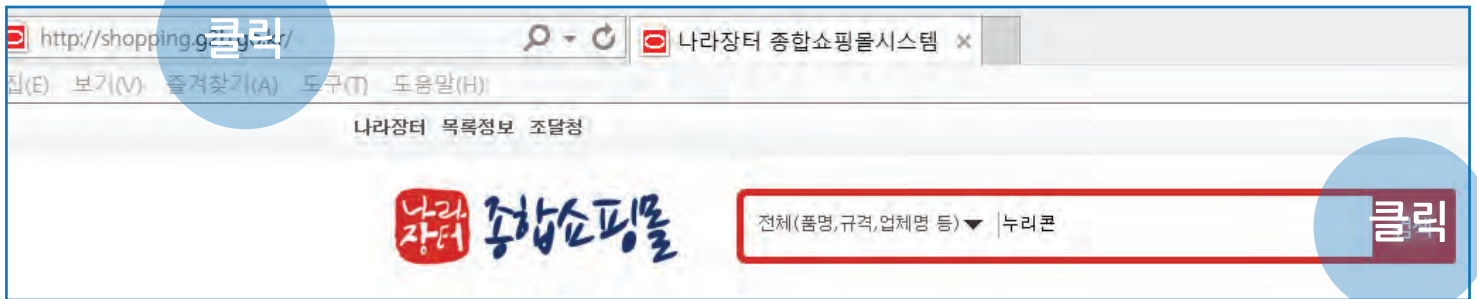 클릭
http://shopping.g2b.go.kr/ 나라장터 종합쇼핑몰시스템 ×
집(E) 보기(V) 즐겨찾기(A) 도구(T) 도움말(H)
나라장터 목록정보 조달청
나라장터 종합쇼핑몰 전체(품명,규격,업체명 등) 누리콘 클릭